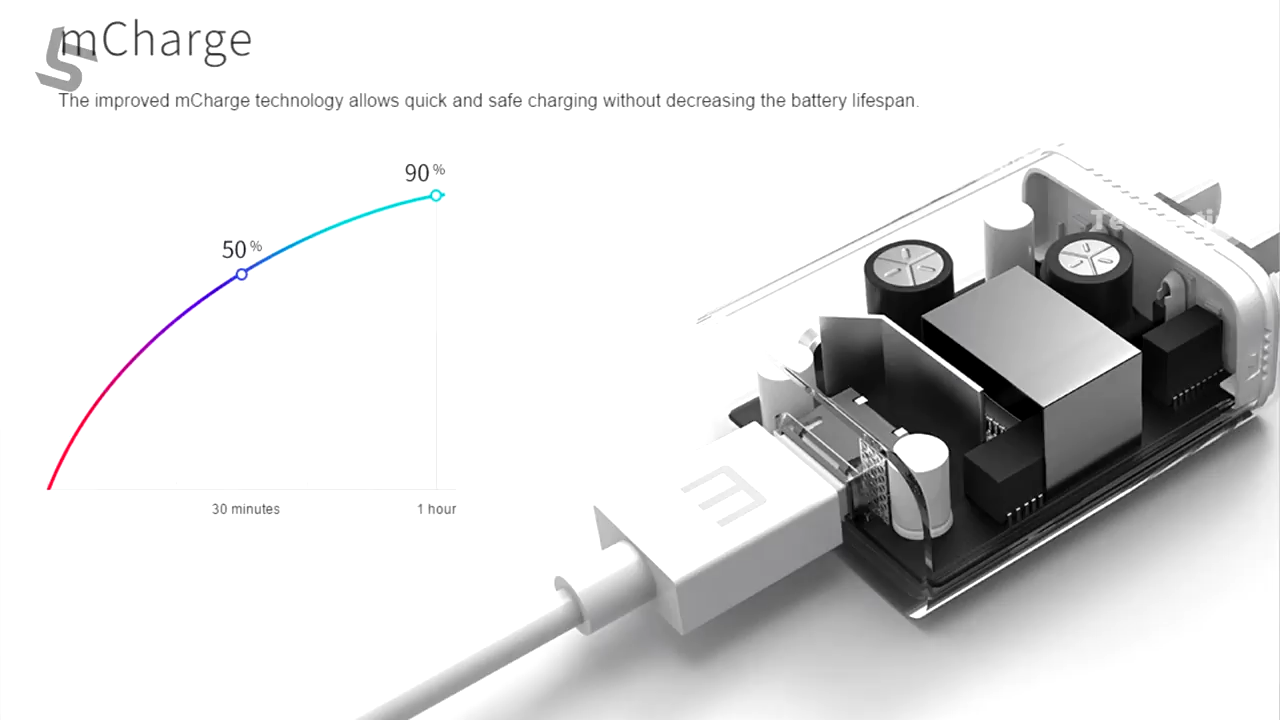 mCharge
The improved mCharge technology allows quick and safe charging without decreasing the battery lifespan.
90%
50%
30 minutes
1 hour